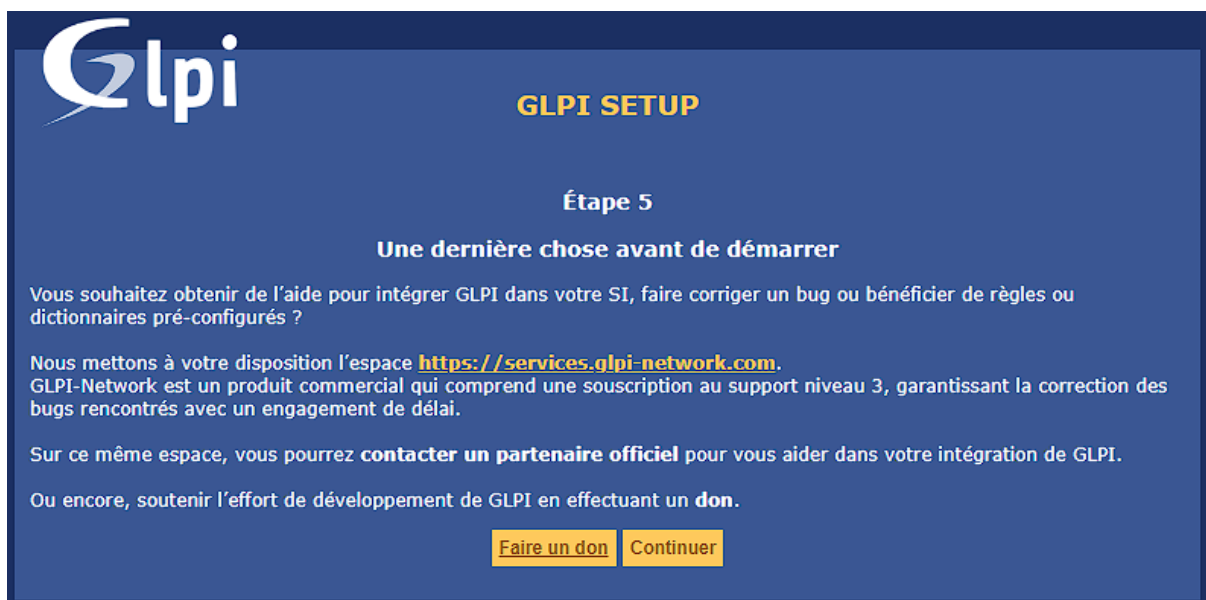 Glpi
GLPI SETUP
Étape 5
Une dernière chose avant de démarrer
Vous souhaitez obtenir de l'aide pour intégrer GLPI dans votre SI, faire corriger un bug ou bénéficier de règles ou
dictionnaires pré-configurés ?
Nous mettons à votre disposition l'espace https://services.glpi-network.com.
GLPI-Network est un produit commercial qui comprend une souscription au support niveau 3, garantissant la correction des
bugs rencontrés avec un engagement de délai.
Sur ce même espace, vous pourrez contacter un partenaire officiel pour vous aider dans votre intégration de GLPI.
Ou encore, soutenir l'effort de développement de GLPI en effectuant un don.
Faire un don Continuer